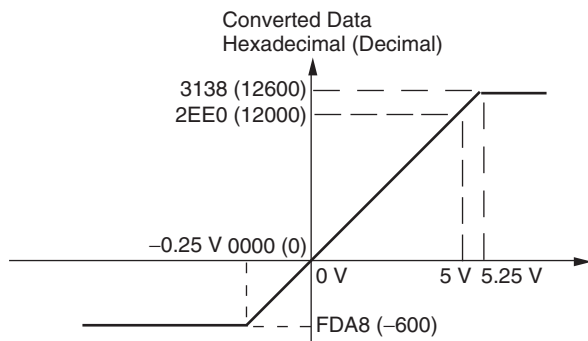 Converted Data
Hexadecimal (Decimal)
3138 (12600)
2EE0 (12000)
−0.25 V 0000 (0)
0 V 5 V 5.25 V
FDA8 (−600)